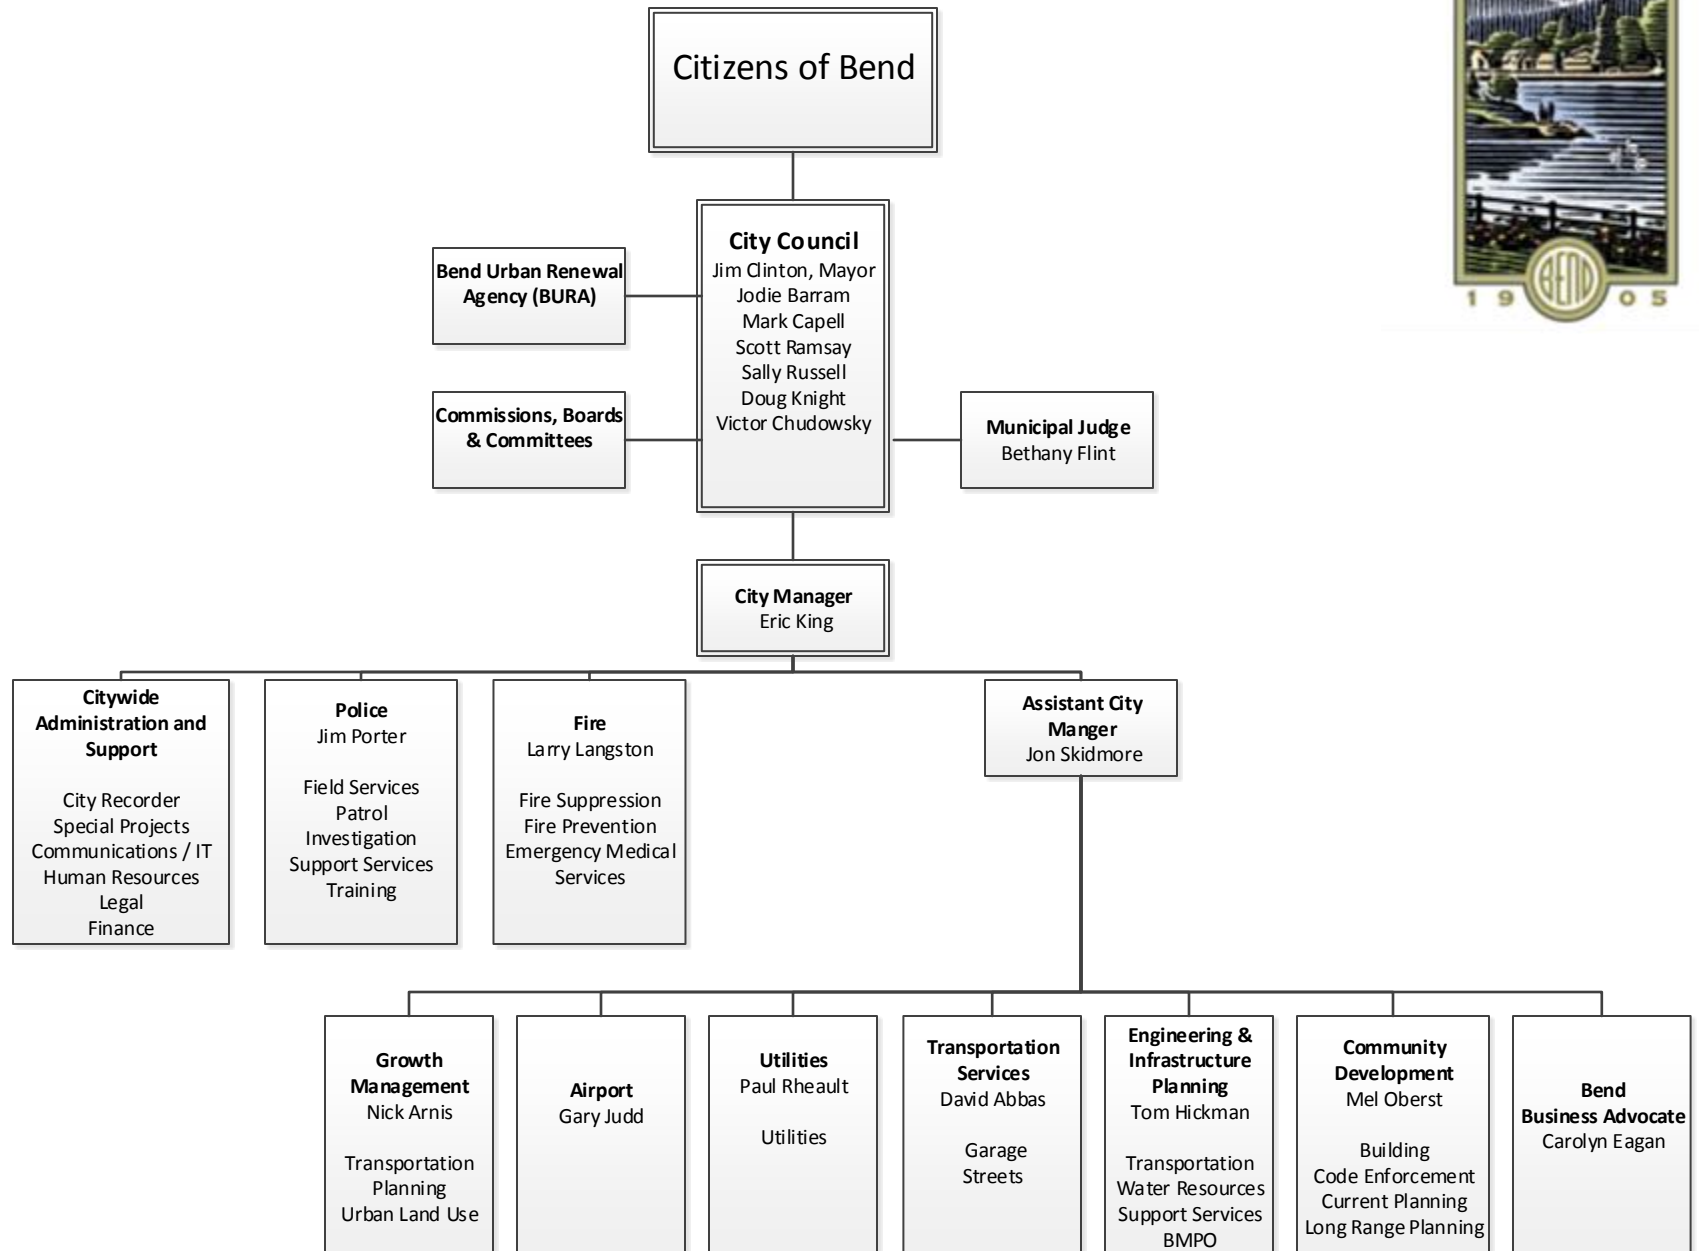 Citizens of Bend
BEND
19 05
City Council
Jim Clinton, Mayor
Jodie Barram
Mark Capell
Scott Ramsay
Sally Russell
Doug Knight
Victor Chudowsky
Bend Urban Renewal
Agency (BURA)
Commissions, Boards
& Committees
Municipal Judge
Bethany Flint
City Manager
Eric King
Citywide
Administration and
Support
City Recorder
Special Projects
Communications / IT
Human Resources
Legal
Finance
Police
Jim Porter
Field Services
Patrol
Investigation
Support Services
Training
Fire
Larry Langston
Fire Suppression
Fire Prevention
Emergency Medical
Services
Assistant City
Manger
Jon Skidmore
Growth
Management
Nick Arnis
Transportation
Planning
Urban Land Use
Airport
Gary Judd
Utilities
Paul Rheault
Utilities
Transportation
Services
David Abbas
Garage
Streets
Engineering &
Infrastructure
Planning
Tom Hickman
Transportation
Water Resources
Support Services
BMPO
Community
Development
Mel Oberst
Building
Code Enforcement
Current Planning
Long Range Planning
Bend
Business Advocate
Carolyn Eagan